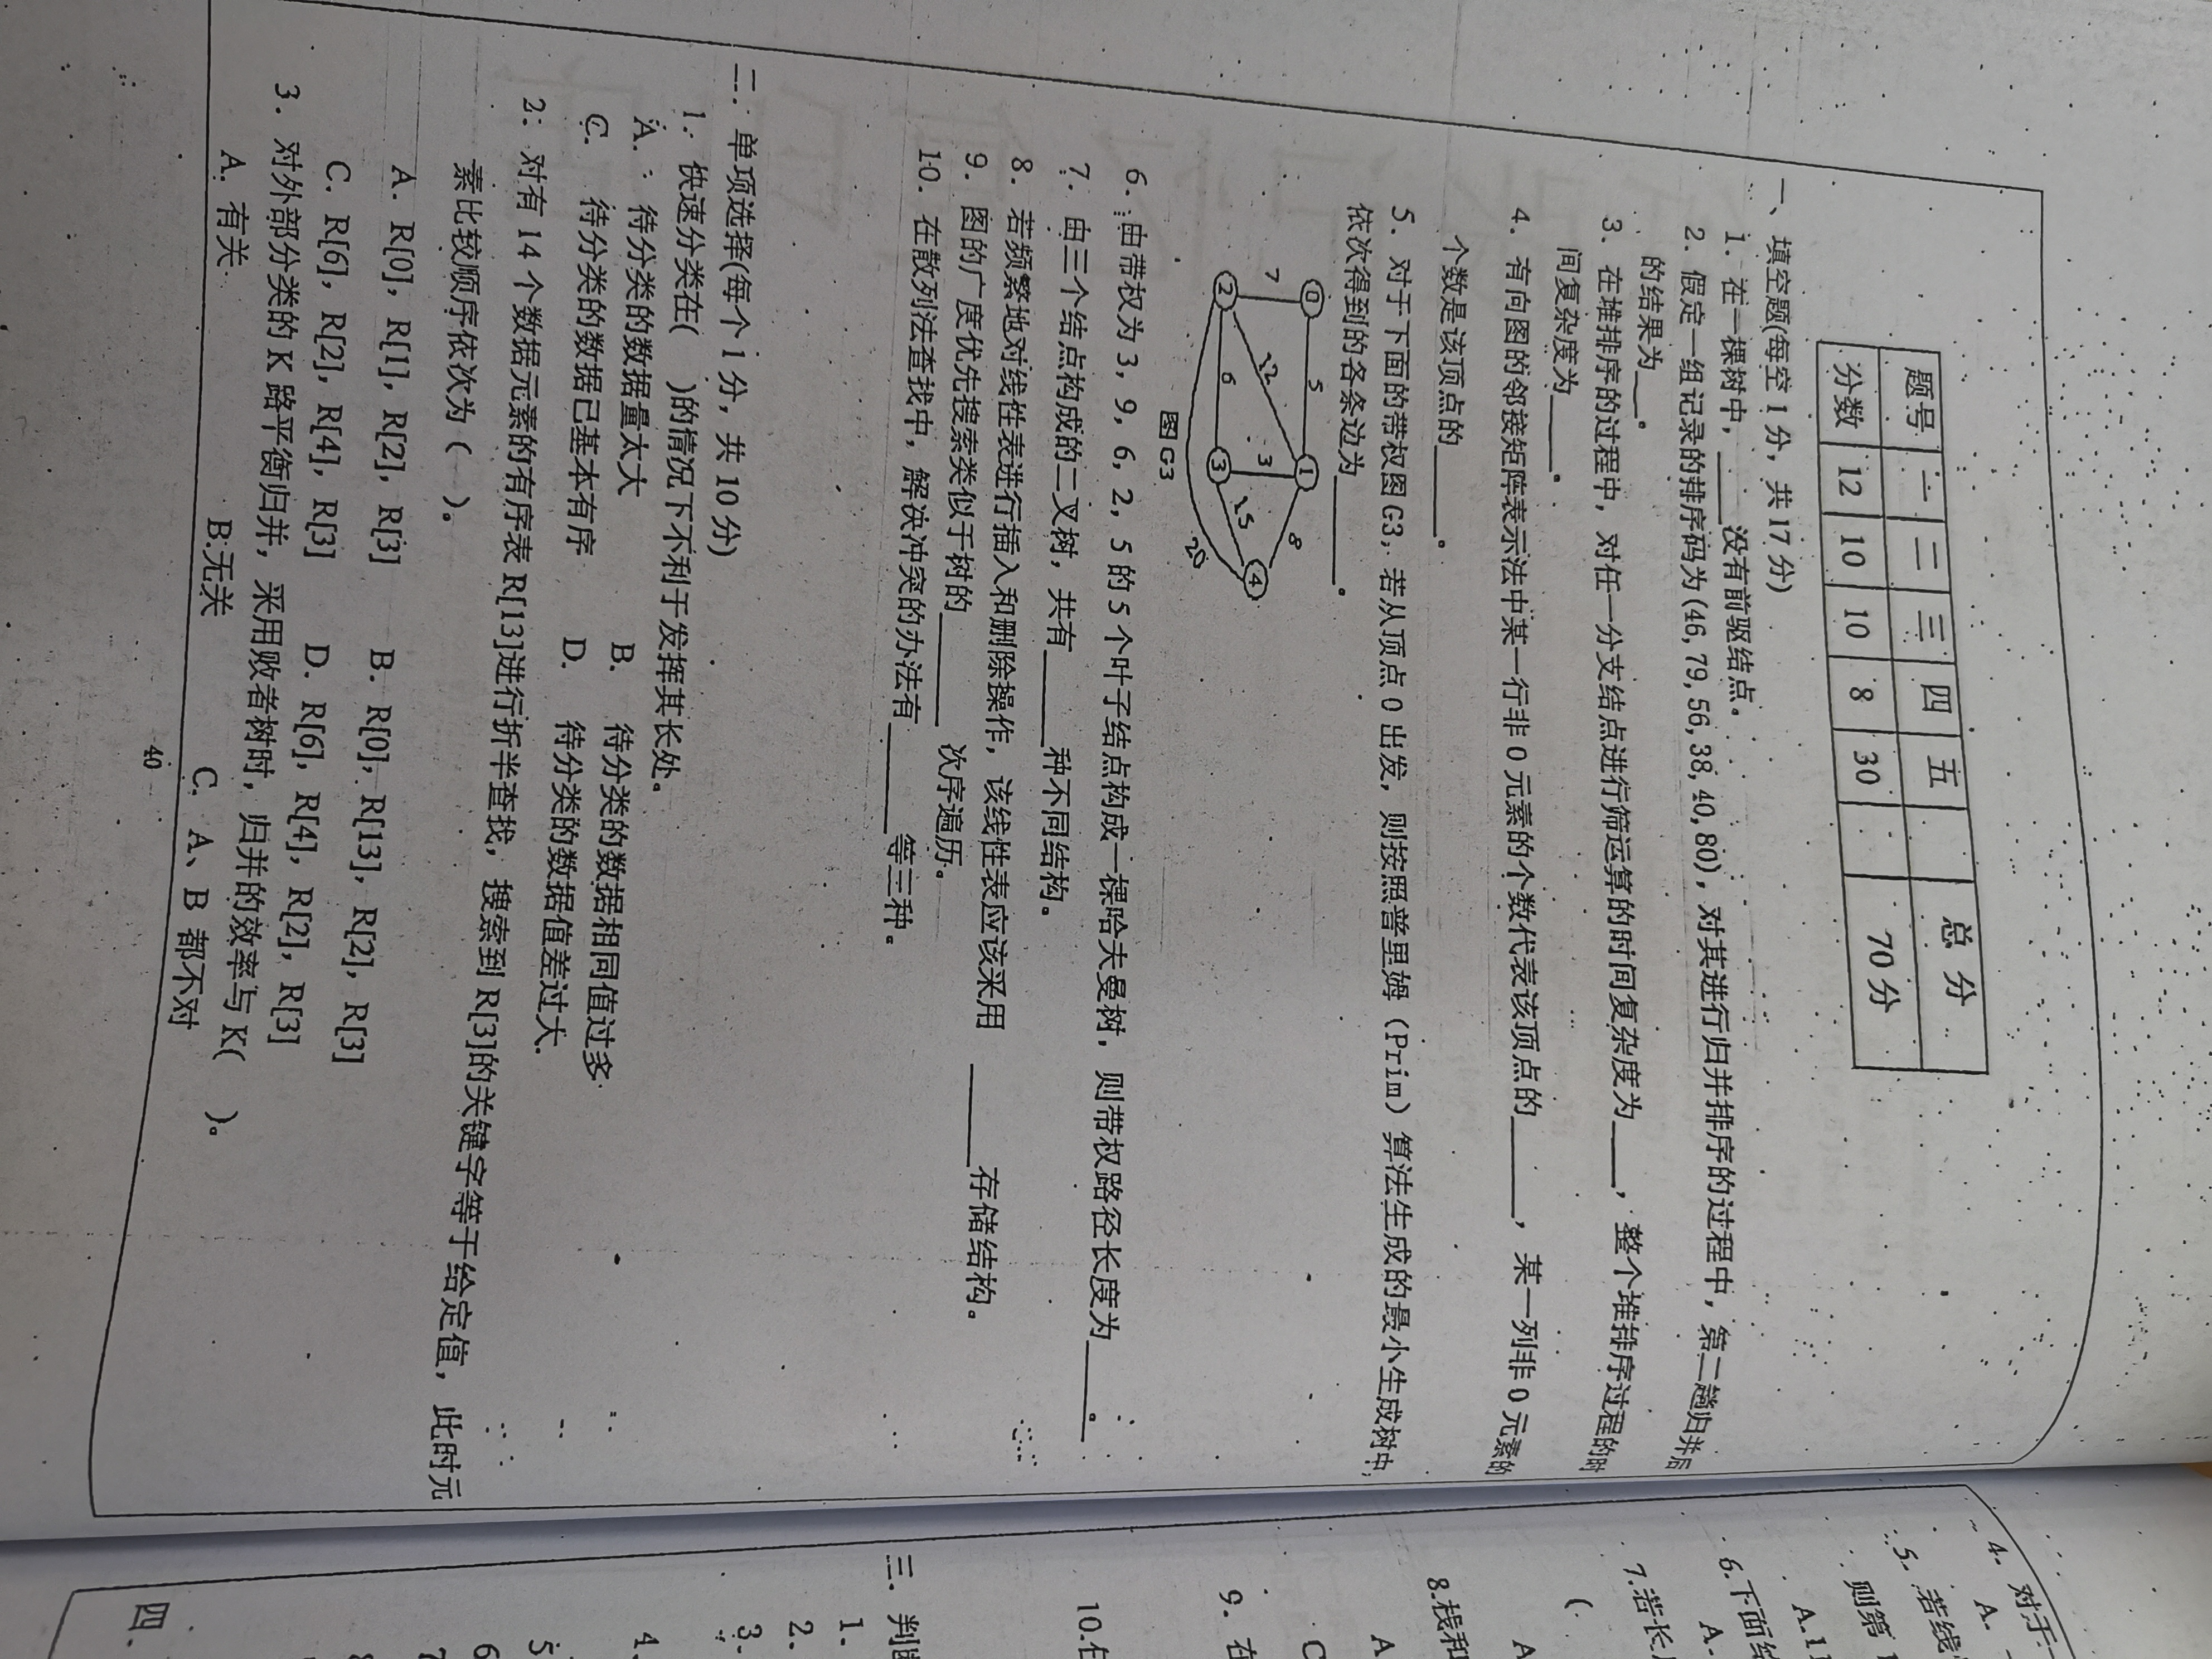 题号 一 二 三 四 五 总 分
分数 12 10 10 8 30 70分
一、填空题(每空1分，共17分)
1. 在一棵树中，____没有前驱结点。
2. 假定一组记录的排序码为(46,79,56,38,40,80)，对其进行归并排序的过程中，第二趟归并后
的结果为___。
3. 在堆排序的过程中，对任一分支结点进行筛运算的时间复杂度为____，整个堆排序过程的时
间复杂度为_____。
4. 有向图的邻接矩阵表示法中某一行非0元素的个数代表该顶点的______，某一列非0元素的
个数是该顶点的______。
5. 对于下面的带权图G3，若从顶点0出发，则按照普里姆（Prim）算法生成的最小生成树中，
依次得到的各条边为_______。
0 5 1
7 12 3 8
2 6 3 15 4
20
图G3
6. 由带权为3，9，6，2，5的5个叶子结点构成一棵哈夫曼树，则带权路径长度为______。
7. 由三个结点构成的二叉树，共有______种不同结构。
8. 若频繁地对线性表进行插入和删除操作，该线性表应该采用 ______存储结构。
9. 图的广度优先搜索类似于树的_______ 次序遍历。
10. 在散列法查找中，解决冲突的办法有_______等三种。
二. 单项选择(每个1分，共10分)
1. 快速分类在( )的情况下不利于发挥其长处。
A. 待分类的数据量太大 B. 待分类的数据相同值过多
C. 待分类的数据已基本有序 D. 待分类的数据值差过大.
2. 对有14个数据元素的有序表R[13]进行折半查找，搜索到R[3]的关键字等于给定值，此时元
素比较顺序依次为（ ）。
A. R[0]，R[1]，R[2]，R[3] B. R[0]，R[13]，R[2]，R[3]
C. R[6]，R[2]，R[4]，R[3] D. R[6]，R[4]，R[2]，R[3]
3. 对外部分类的K路平衡归并，采用败者树时，归并的效率与K( )。
A. 有关 B.无关 C. A、B都不对
40
4. 对于
A.
5. 若线
则第
A.1
6.下面给
A.
7.若长
(
A
8.栈和
A
C
9. 在
10.任
三. 判断
1.
2.
3.
4.
5
6
7
四.